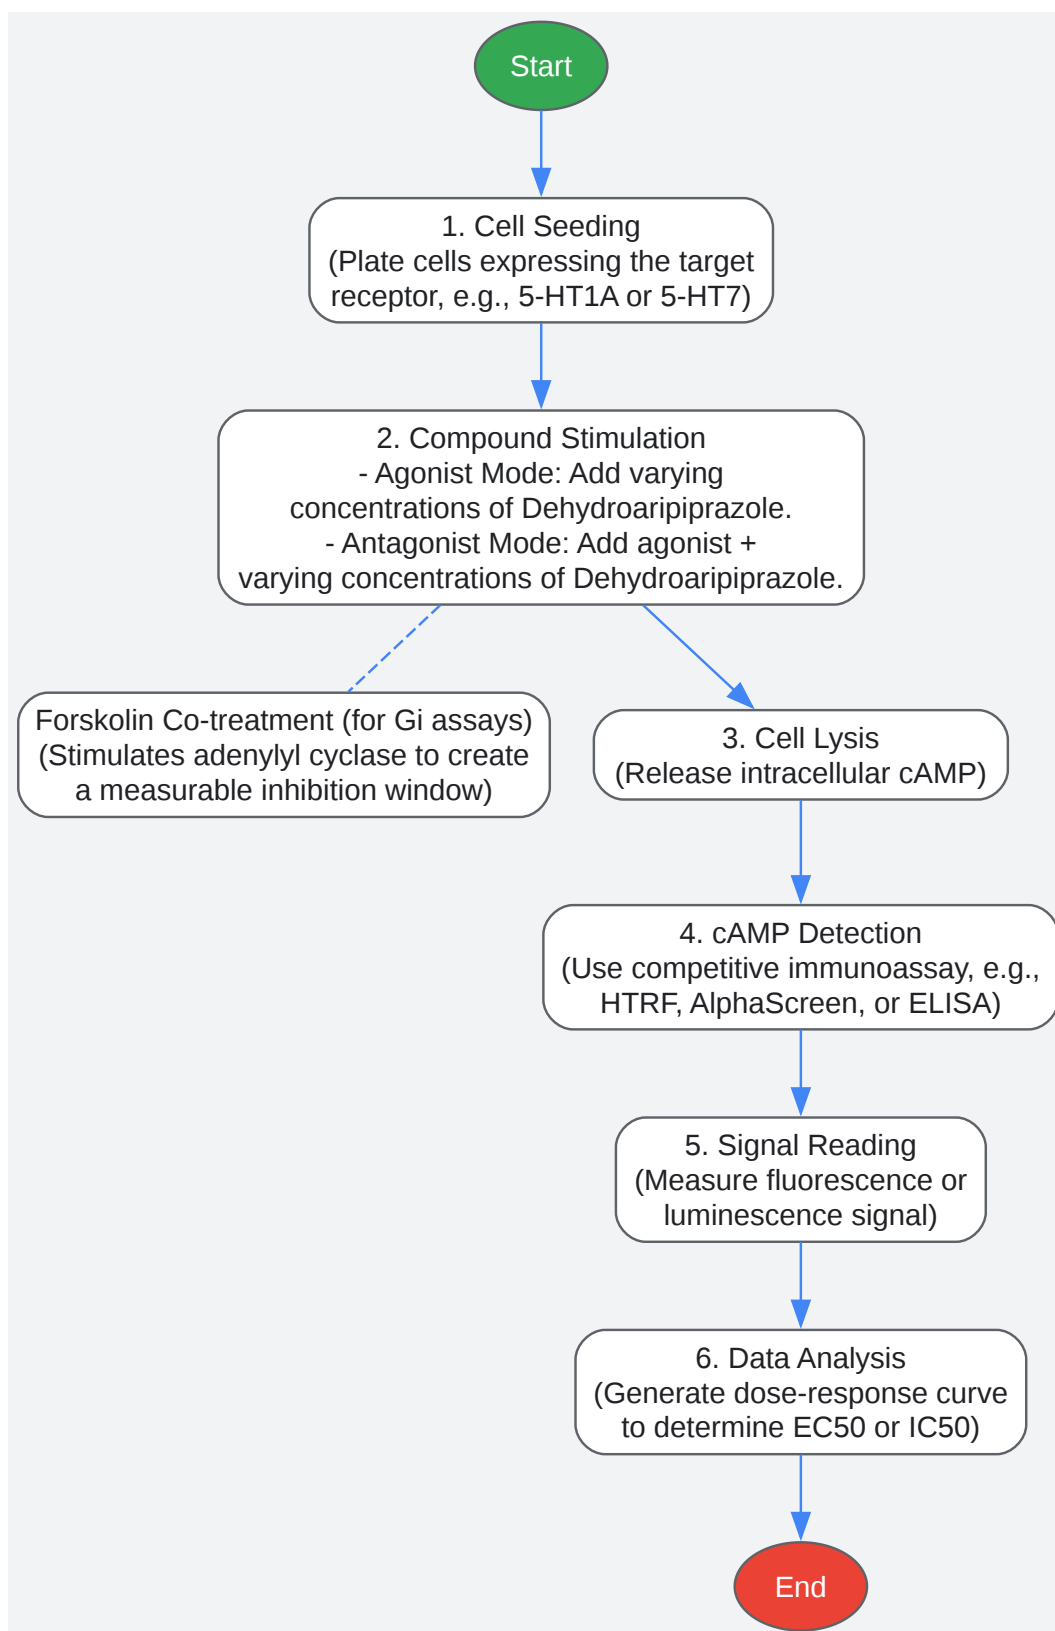 Start
1. Cell Seeding
(Plate cells expressing the target
receptor, e.g., 5-HT1A or 5-HT7)
2. Compound Stimulation
- Agonist Mode: Add varying
concentrations of Dehydroaripiprazole.
- Antagonist Mode: Add agonist +
varying concentrations of Dehydroaripiprazole.
Forskolin Co-treatment (for Gi assays)
(Stimulates adenylyl cyclase to create
a measurable inhibition window)
3. Cell Lysis
(Release intracellular cAMP)
4. cAMP Detection
(Use competitive immunoassay, e.g.,
HTRF, AlphaScreen, or ELISA)
5. Signal Reading
(Measure fluorescence or
luminescence signal)
6. Data Analysis
(Generate dose-response curve
to determine EC50 or IC50)
End